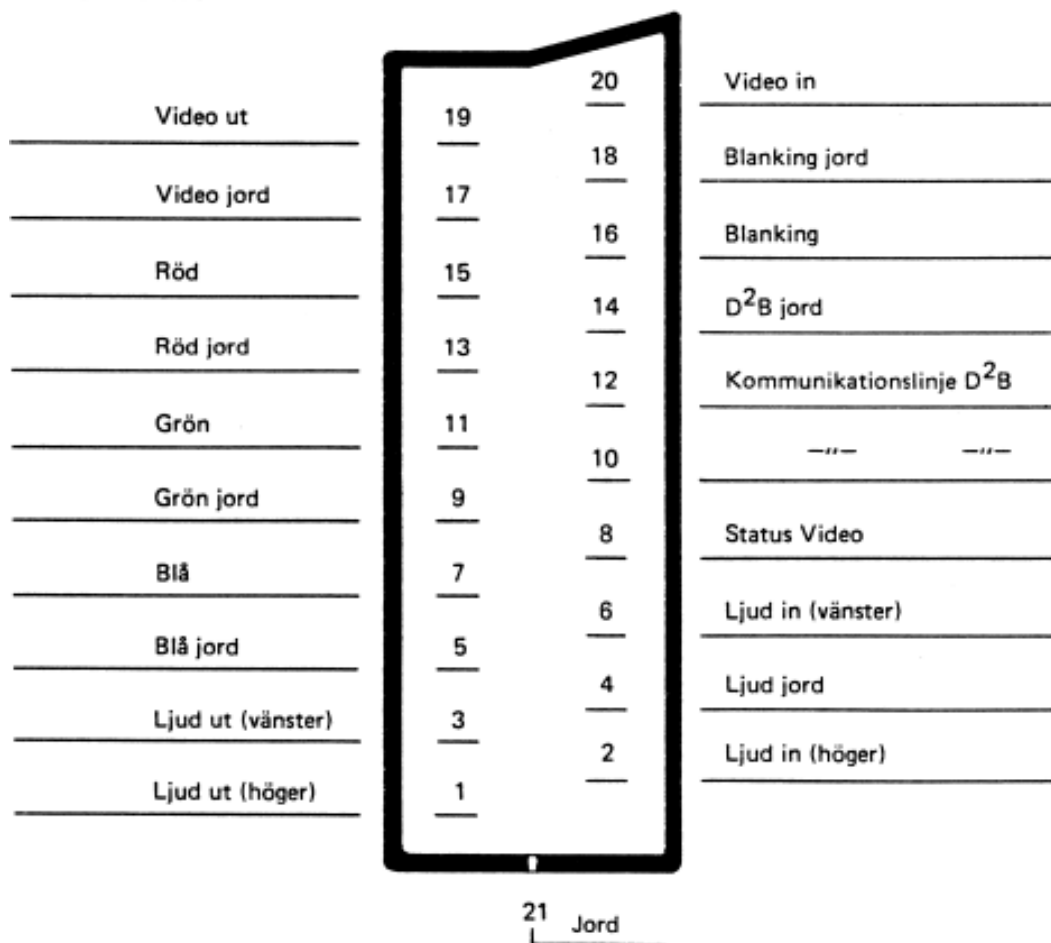 20 Video in
Video ut 19
18 Blanking jord
Video jord 17
16 Blanking
Röd 15
14 D²B jord
Röd jord 13
12 Kommunikationslinje D²B
Grön 11
10 —„— —„—
Grön jord 9
8 Status Video
Blå 7
6 Ljud in (vänster)
Blå jord 5
4 Ljud jord
Ljud ut (vänster) 3
2 Ljud in (höger)
Ljud ut (höger) 1
21 Jord